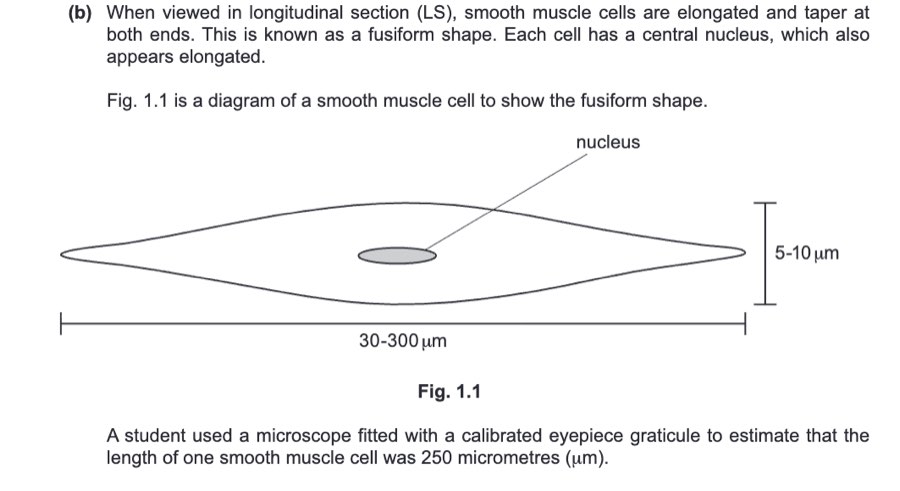 (b) When viewed in longitudinal section (LS), smooth muscle cells are elongated and taper at
both ends. This is known as a fusiform shape. Each cell has a central nucleus, which also
appears elongated.
Fig. 1.1 is a diagram of a smooth muscle cell to show the fusiform shape.
nucleus
5-10 µm
30-300 µm
Fig. 1.1
A student used a microscope fitted with a calibrated eyepiece graticule to estimate that the
length of one smooth muscle cell was 250 micrometres (µm).